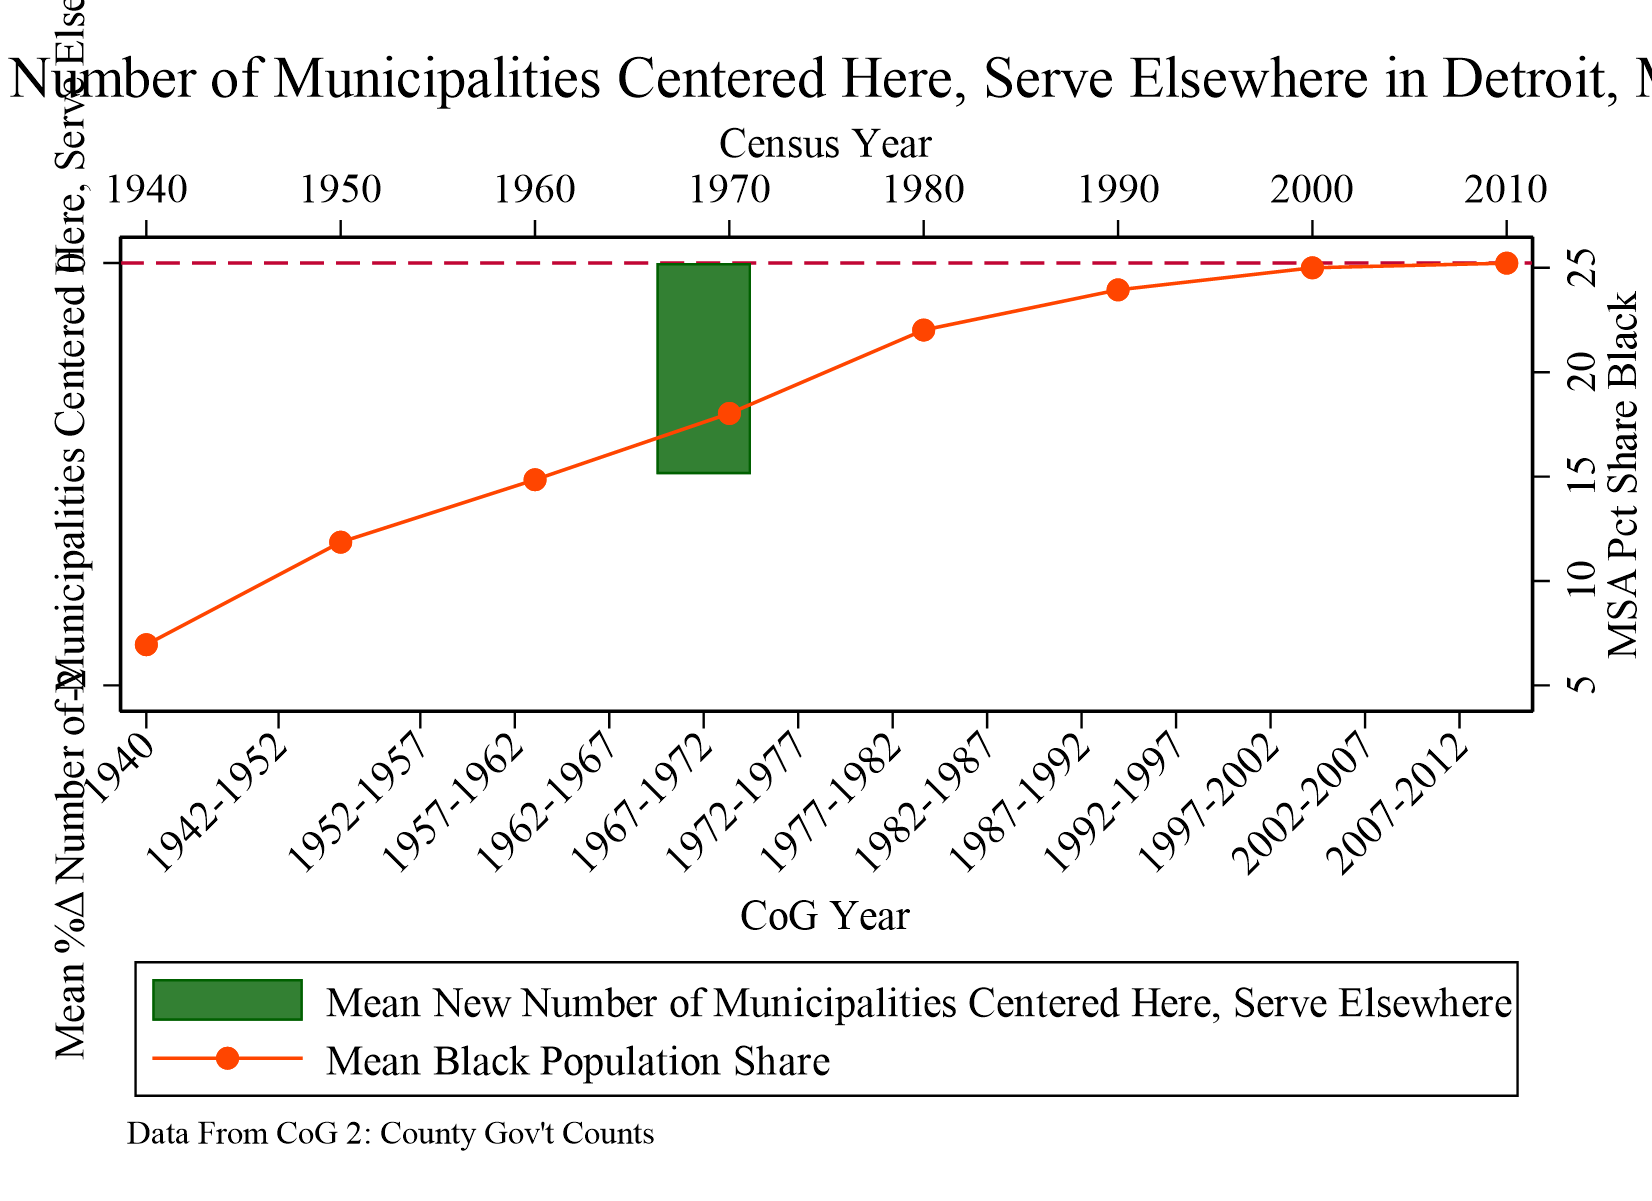 Number of Municipalities Centered Here, Serve Elsewhere in Detroit,
Census Year
1940 1950 1960 1970 1980 1990 2000 2010
Mean %Δ Number of Municipalities Centered Here, Serve Else
0
-2
25
20
15
10
5
MSA Pct Share Black
1940
1942-1952
1952-1957
1957-1962
1962-1967
1967-1972
1972-1977
1977-1982
1982-1987
1987-1992
1992-1997
1997-2002
2002-2007
2007-2012
CoG Year
Mean New Number of Municipalities Centered Here, Serve Elsewhere
Mean Black Population Share
Data From CoG 2: County Gov't Counts